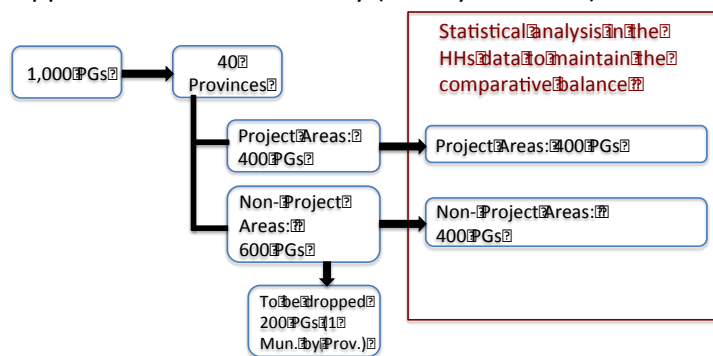 Statistical analysis in the
HHs data to maintain the
comparative balance
1,000 PGs
40
Provinces
Project Areas:
400 PGs
Project Areas: 400 PGs
Non- Project
Areas:
600 PGs
Non- Project Areas:
400 PGs
To be dropped
200 PGs (1
Mun. by Prov.)